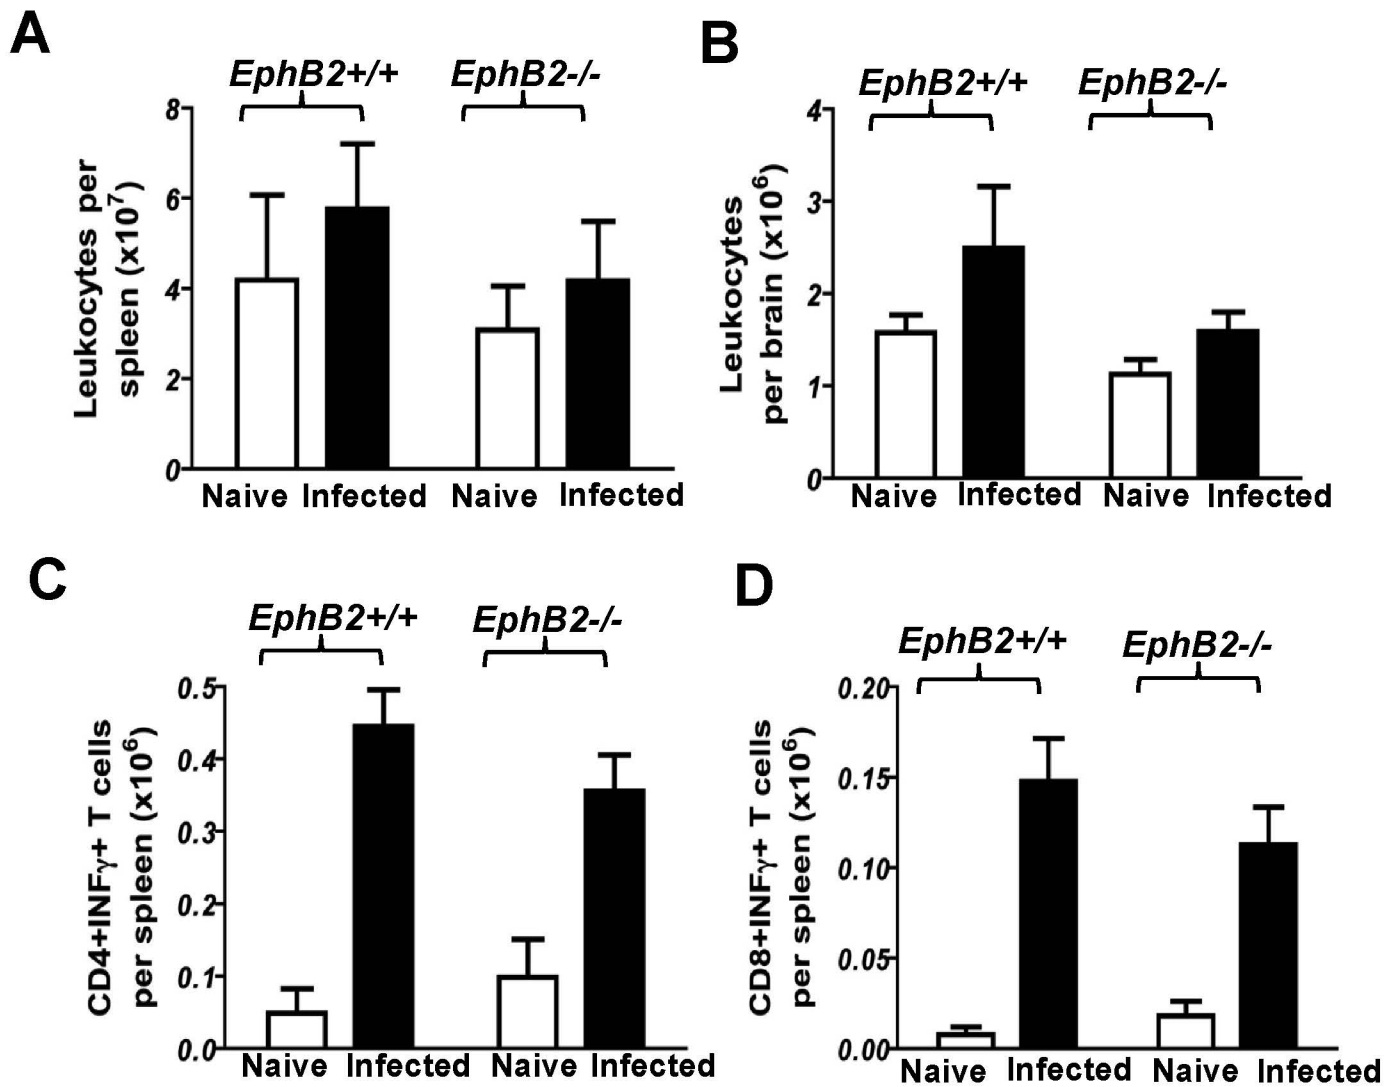 A
EphB2+/+ EphB2-/-
Leukocytes per
spleen (x10⁷)
8
6
4
2
0
Naive Infected Naive Infected
B
EphB2+/+ EphB2-/-
Leukocytes
per brain (x10⁶)
4
3
2
1
0
Naive Infected Naive Infected
C
EphB2+/+ EphB2-/-
CD4+INFγ+ T cells
per spleen (x10⁶)
0.5
0.4
0.3
0.2
0.1
0.0
Naive Infected Naive Infected
D
EphB2+/+ EphB2-/-
CD8+INFγ+ T cells
per spleen (x10⁶)
0.20
0.15
0.10
0.05
0.00
Naive Infected Naive Infected